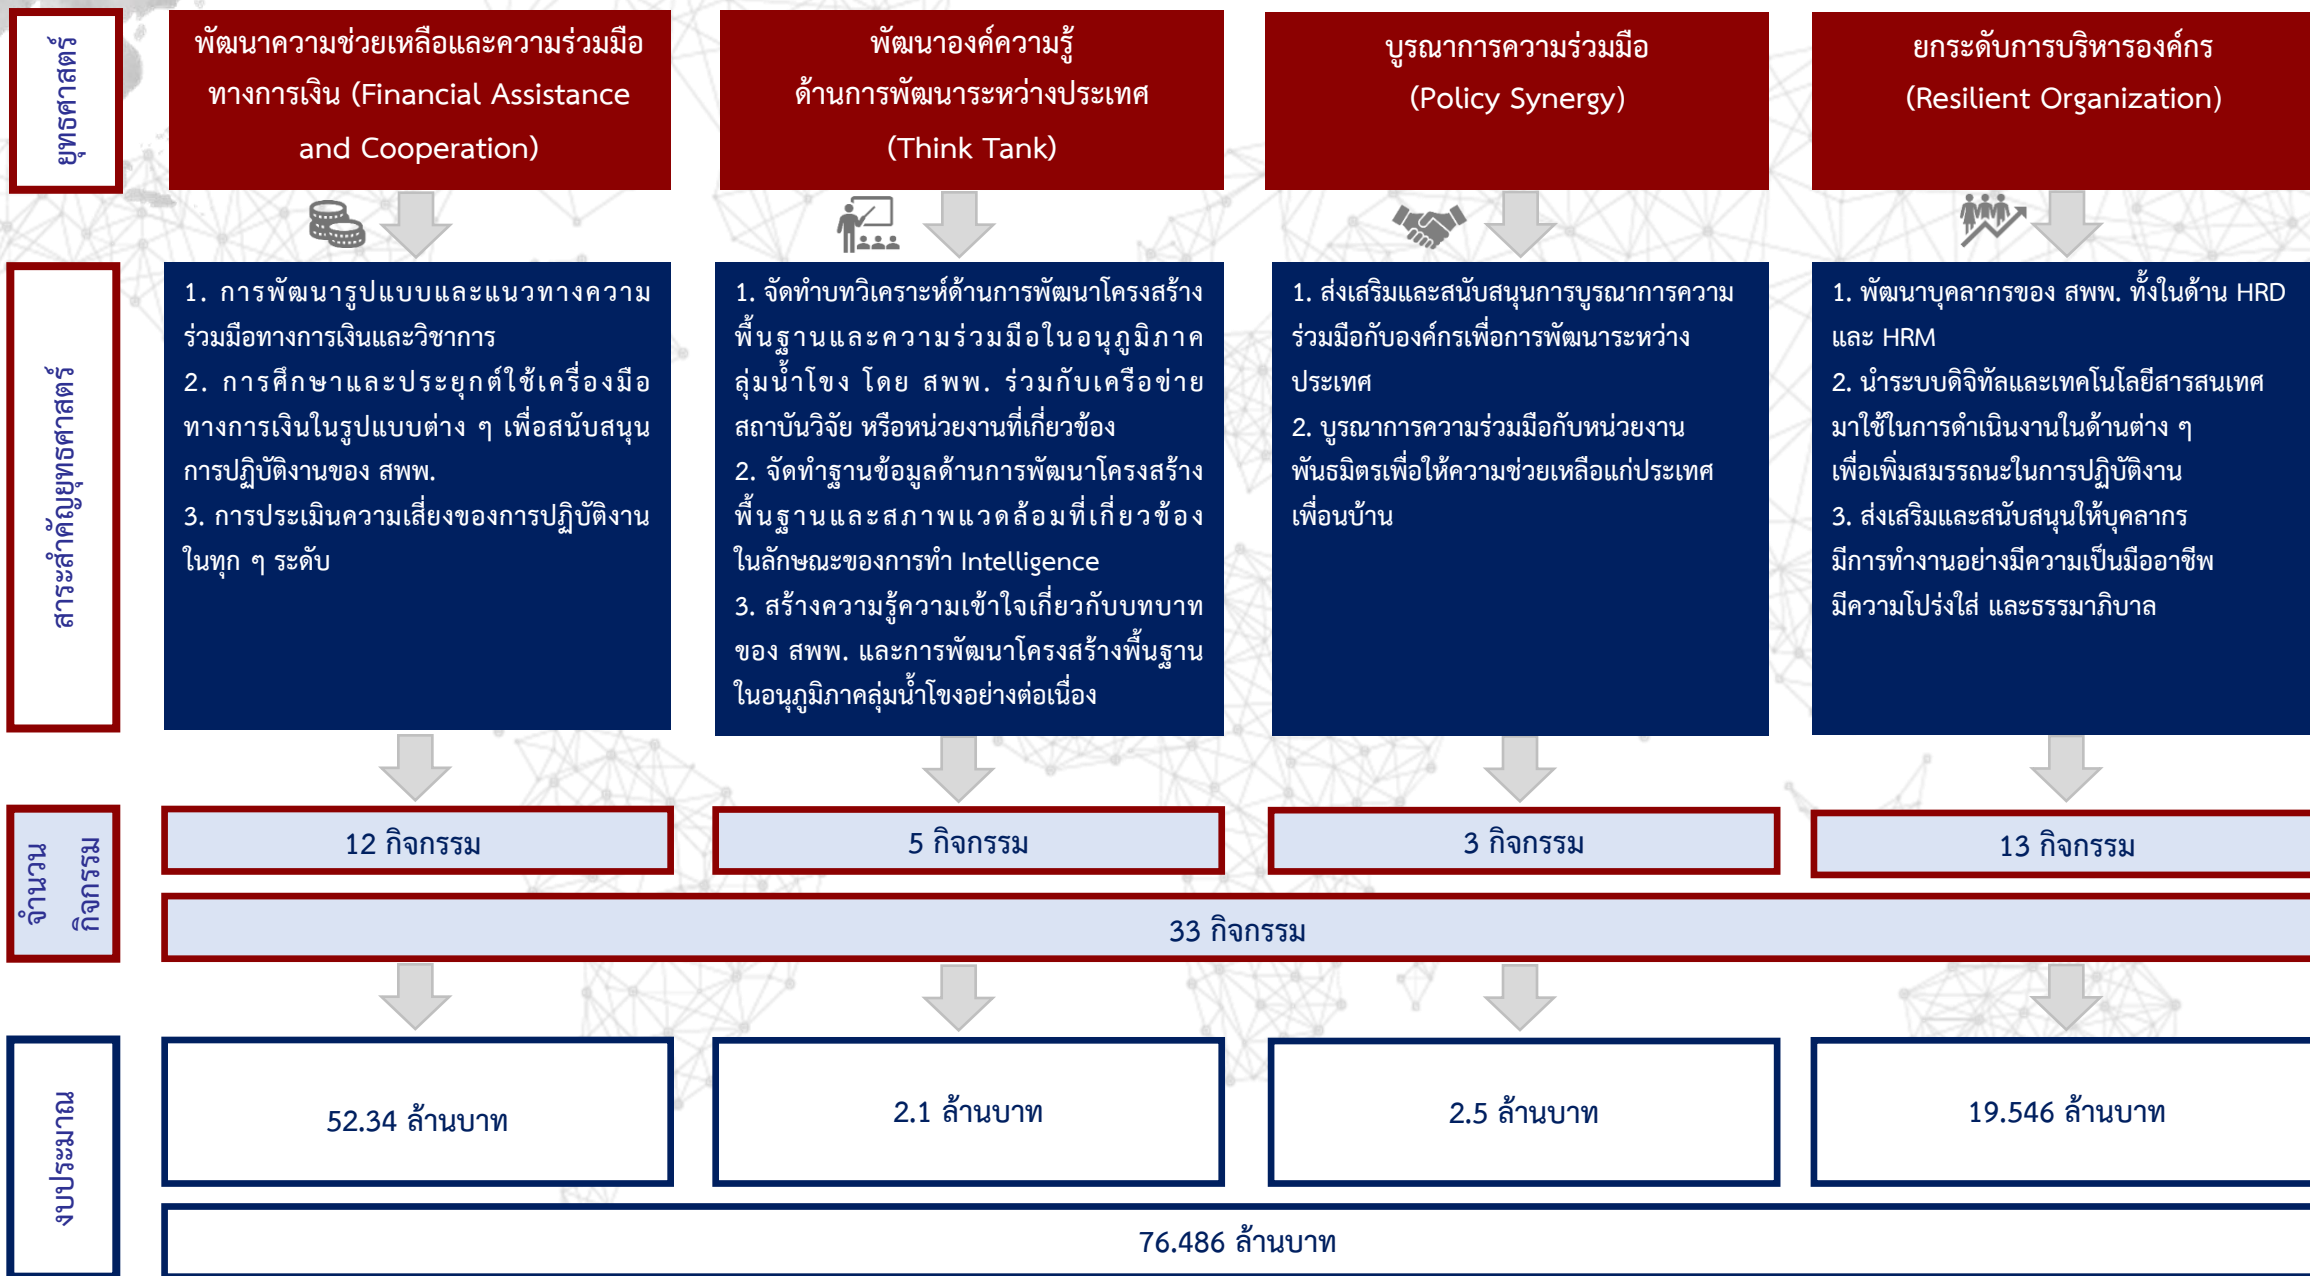 ยุทธศาสตร์
พัฒนาความช่วยเหลือและความร่วมมือ
ทางการเงิน (Financial Assistance
and Cooperation)
พัฒนาองค์ความรู้
ด้านการพัฒนาระหว่างประเทศ
(Think Tank)
บูรณาการความร่วมมือ
(Policy Synergy)
ยกระดับการบริหารองค์กร
(Resilient Organization)
สาระสำคัญยุทธศาสตร์
1. การพัฒนารูปแบบและแนวทางความ
ร่วมมือทางการเงินและวิชาการ
2. การศึกษาและประยุกต์ใช้เครื่องมือ
ทางการเงินในรูปแบบต่าง ๆ เพื่อสนับสนุน
การปฏิบัติงานของ สพพ.
3. การประเมินความเสี่ยงของการปฏิบัติงาน
ในทุก ๆ ระดับ
1. จัดทำบทวิเคราะห์ด้านการพัฒนาโครงสร้าง
พื้นฐานและความร่วมมือในอนุภูมิภาค
ลุ่มน้ำโขง โดย สพพ. ร่วมกับเครือข่าย
สถาบันวิจัย หรือหน่วยงานที่เกี่ยวข้อง
2. จัดทำฐานข้อมูลด้านการพัฒนาโครงสร้าง
พื้นฐานและสภาพแวดล้อมที่เกี่ยวข้อง
ในลักษณะของการทำ Intelligence
3. สร้างความรู้ความเข้าใจเกี่ยวกับบทบาท
ของ สพพ. และการพัฒนาโครงสร้างพื้นฐาน
ในอนุภูมิภาคลุ่มน้ำโขงอย่างต่อเนื่อง
1. ส่งเสริมและสนับสนุนการบูรณาการความ
ร่วมมือกับองค์กรเพื่อการพัฒนาระหว่าง
ประเทศ
2. บูรณาการความร่วมมือกับหน่วยงาน
พันธมิตรเพื่อให้ความช่วยเหลือแก่ประเทศ
เพื่อนบ้าน
1. พัฒนาบุคลากรของ สพพ. ทั้งในด้าน HRD
และ HRM
2. นำระบบดิจิทัลและเทคโนโลยีสารสนเทศ
มาใช้ในการดำเนินงานในด้านต่าง ๆ
เพื่อเพิ่มสมรรถนะในการปฏิบัติงาน
3. ส่งเสริมและสนับสนุนให้บุคลากร
มีการทำงานอย่างมีความเป็นมืออาชีพ
มีความโปร่งใส่ และธรรมาภิบาล
จำนวน
กิจกรรม
12 กิจกรรม
5 กิจกรรม
3 กิจกรรม
13 กิจกรรม
33 กิจกรรม
งบประมาณ
52.34 ล้านบาท
2.1 ล้านบาท
2.5 ล้านบาท
19.546 ล้านบาท
76.486 ล้านบาท